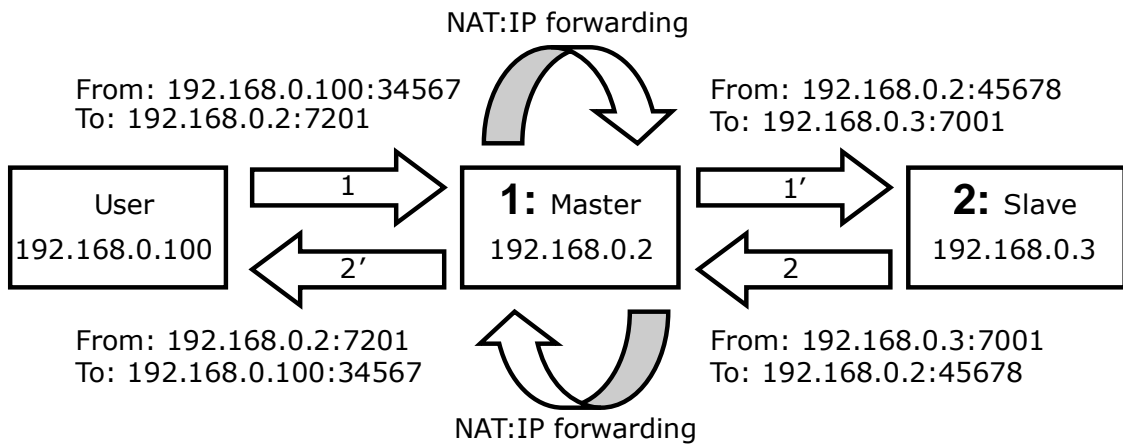 NAT:IP forwarding
From: 192.168.0.100:34567
To: 192.168.0.2:7201
From: 192.168.0.2:45678
To: 192.168.0.3:7001
User
192.168.0.100
1
1: Master
192.168.0.2
1′
2: Slave
192.168.0.3
2′
2
From: 192.168.0.2:7201
To: 192.168.0.100:34567
From: 192.168.0.3:7001
To: 192.168.0.2:45678
NAT:IP forwarding